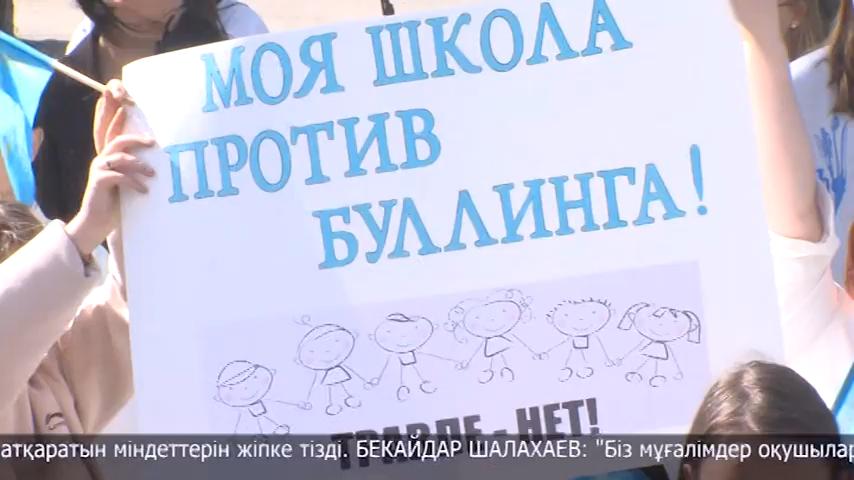 МОЯ ШКОЛА
ПРОТИВ
БУЛЛИНГА!
ТРАВЛЕ - НЕТ!
атқаратын міндеттерін жіпке тізді. БЕКАЙДАР ШАЛАХАЕВ: "Біз мұғалімдер оқушылар